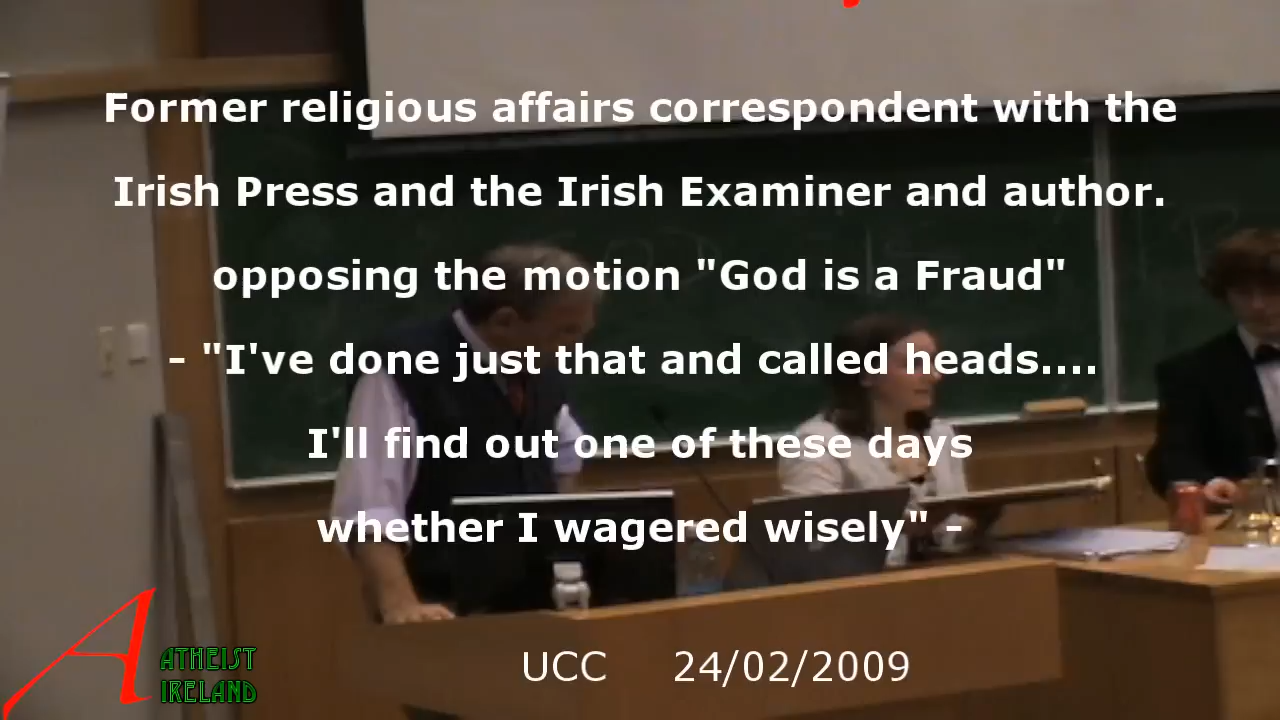 Former religious affairs correspondent with the
Irish Press and the Irish Examiner and author.
opposing the motion "God is a Fraud"
- "I've done just that and called heads....
I'll find out one of these days
whether I wagered wisely" -
A ATHEIST
IRELAND
UCC 24/02/2009